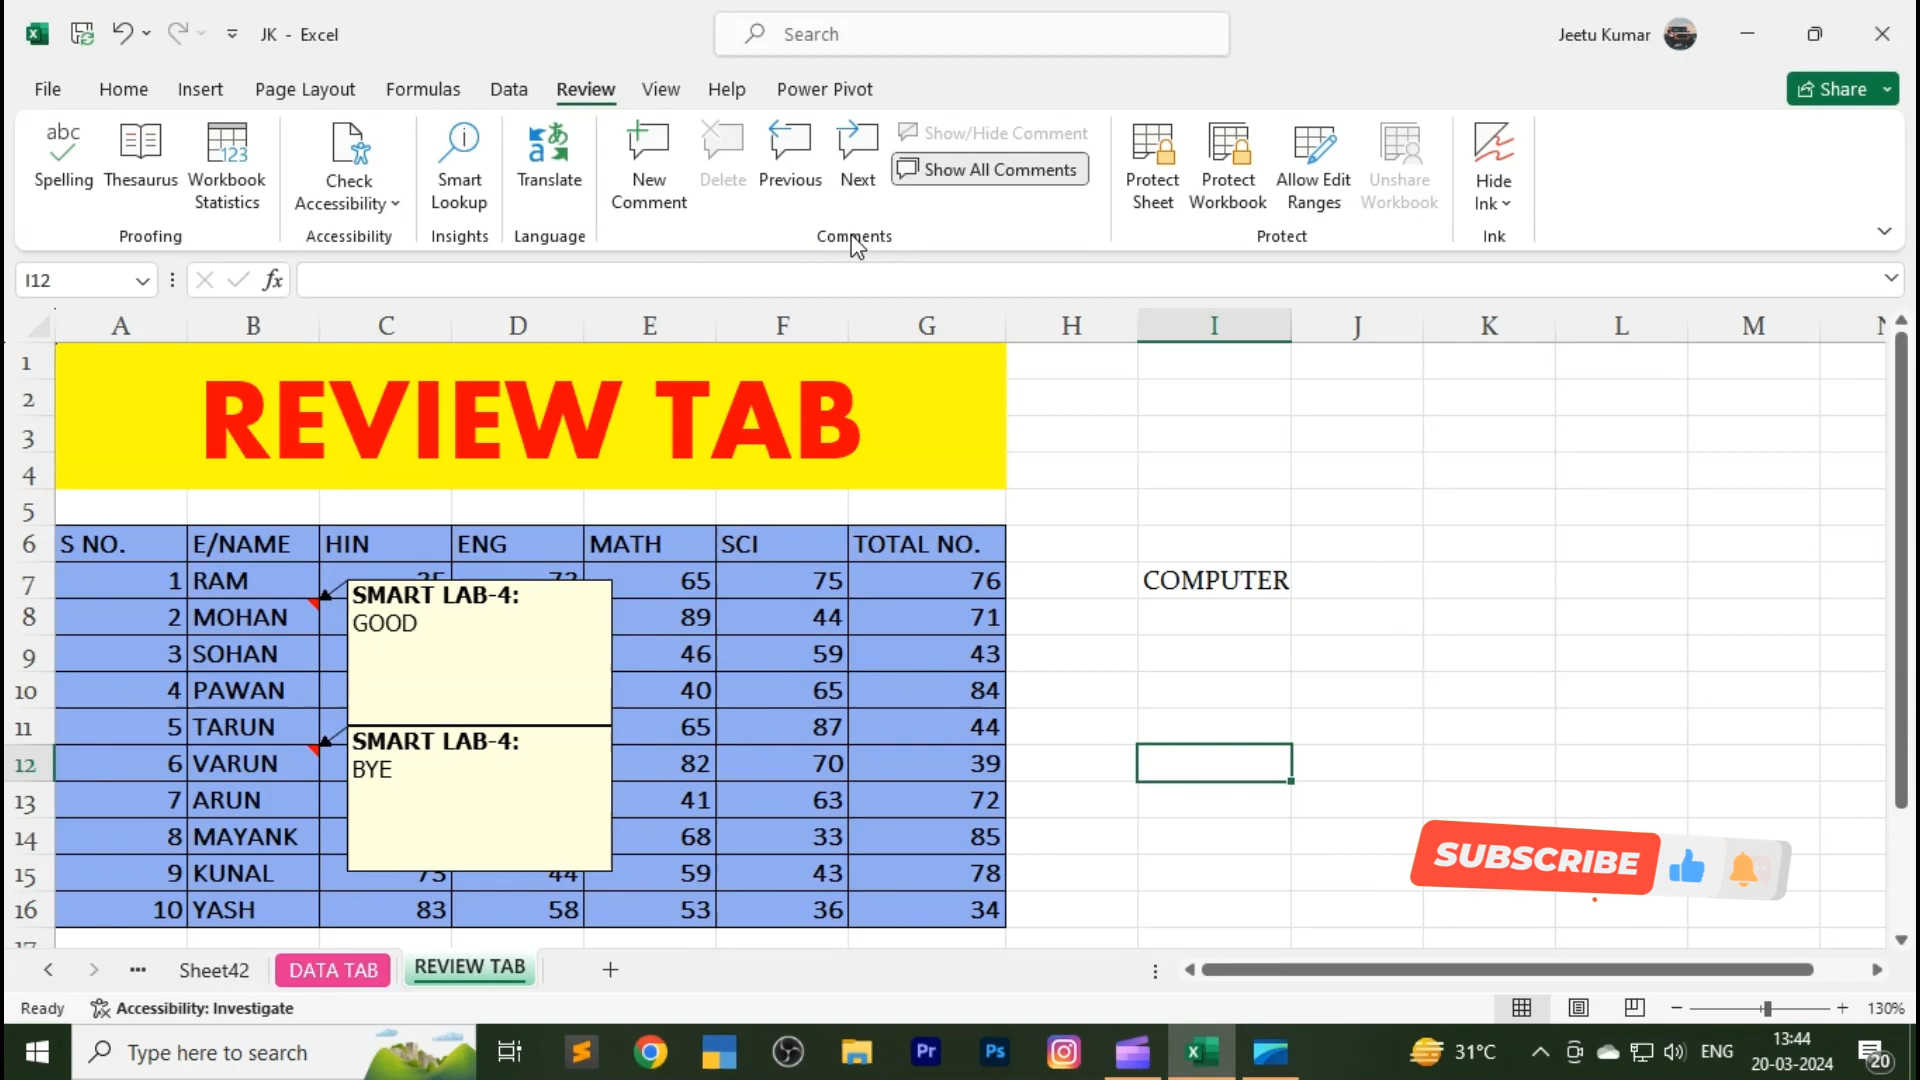 JK - Excel
Search
Jeetu Kumar
File Home Insert Page Layout Formulas Data Review View Help Power Pivot
Share
abc
Spelling
Thesaurus
123
Workbook Statistics
Proofing
Check Accessibility
Accessibility
Smart Lookup
Insights
Translate
Language
New Comment
Delete
Previous
Next
Show/Hide Comment
Show All Comments
Comments
Protect Sheet
Protect Workbook
Allow Edit Ranges
Unshare Workbook
Protect
Hide Ink
Ink
I12
fx
A B C D E F G H I J K L M
1
2
3
4
REVIEW TAB
5
6 S NO. E/NAME HIN ENG MATH SCI TOTAL NO.
7 1 RAM 65 75 76 COMPUTER
8 2 MOHAN 89 44 71
9 3 SOHAN 46 59 43
10 4 PAWAN 40 65 84
11 5 TARUN 65 87 44
12 6 VARUN 82 70 39
13 7 ARUN 41 63 72
14 8 MAYANK 68 33 85
15 9 KUNAL 73 44 59 43 78
16 10 YASH 83 58 53 36 34
SMART LAB-4:
GOOD
SMART LAB-4:
BYE
SUBSCRIBE
Sheet42 DATA TAB REVIEW TAB
Ready
Accessibility: Investigate
130%
Type here to search
Pr
Ps
31°C
ENG
13:44
20-03-2024
20